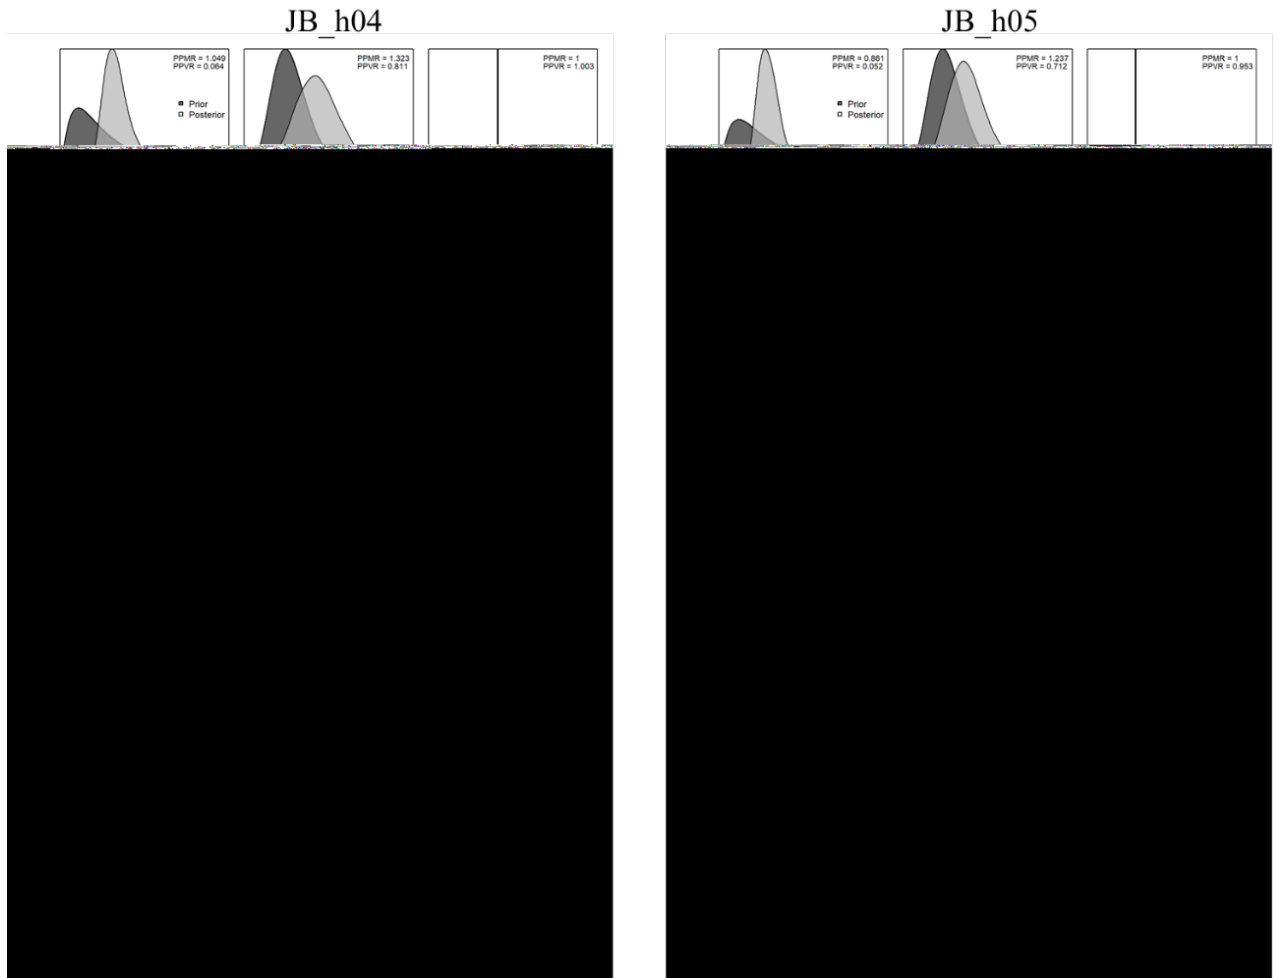 JB_h04
PPMR = 1.049
PPVR = 0.064
Prior
Posterior
PPMR = 1.323
PPVR = 0.811
PPMR = 1
PPVR = 1.003
JB_h05
PPMR = 0.861
PPVR = 0.052
Prior
Posterior
PPMR = 1.237
PPVR = 0.712
PPMR = 1
PPVR = 0.953